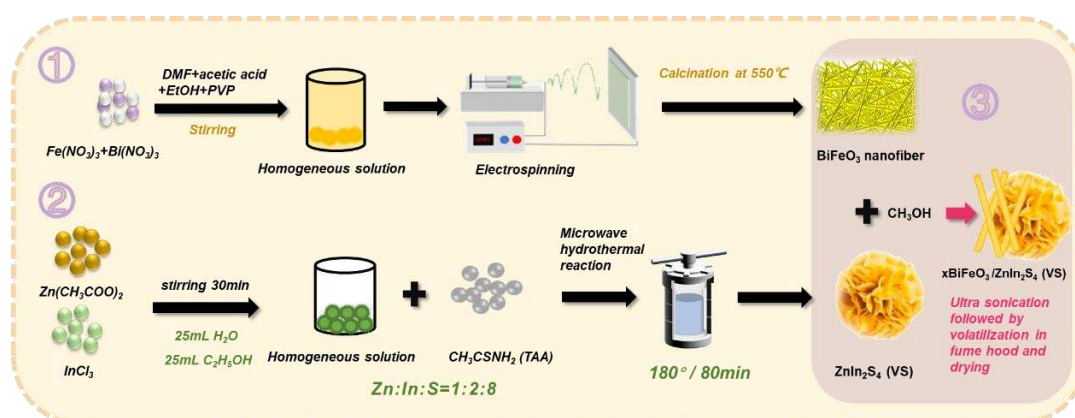 ①
DMF+acetic acid
+EtOH+PVP
Stirring
Fe(NO₃)₃+Bi(NO₃)₃
Homogeneous solution
Electrospinning
Calcination at 550℃
BiFeO₃ nanofiber
②
Zn(CH₃COO)₂
InCl₃
stirring 30min
25mL H₂O
25mL C₂H₅OH
Homogeneous solution
+
CH₃CSNH₂ (TAA)
Zn:In:S=1:2:8
Microwave
hydrothermal
reaction
180°/ 80min
ZnIn₂S₄ (VS)
③
+ CH₃OH
xBiFeO₃/ZnIn₂S₄ (VS)
Ultra sonication
followed by
volatilization in
fume hood and
drying